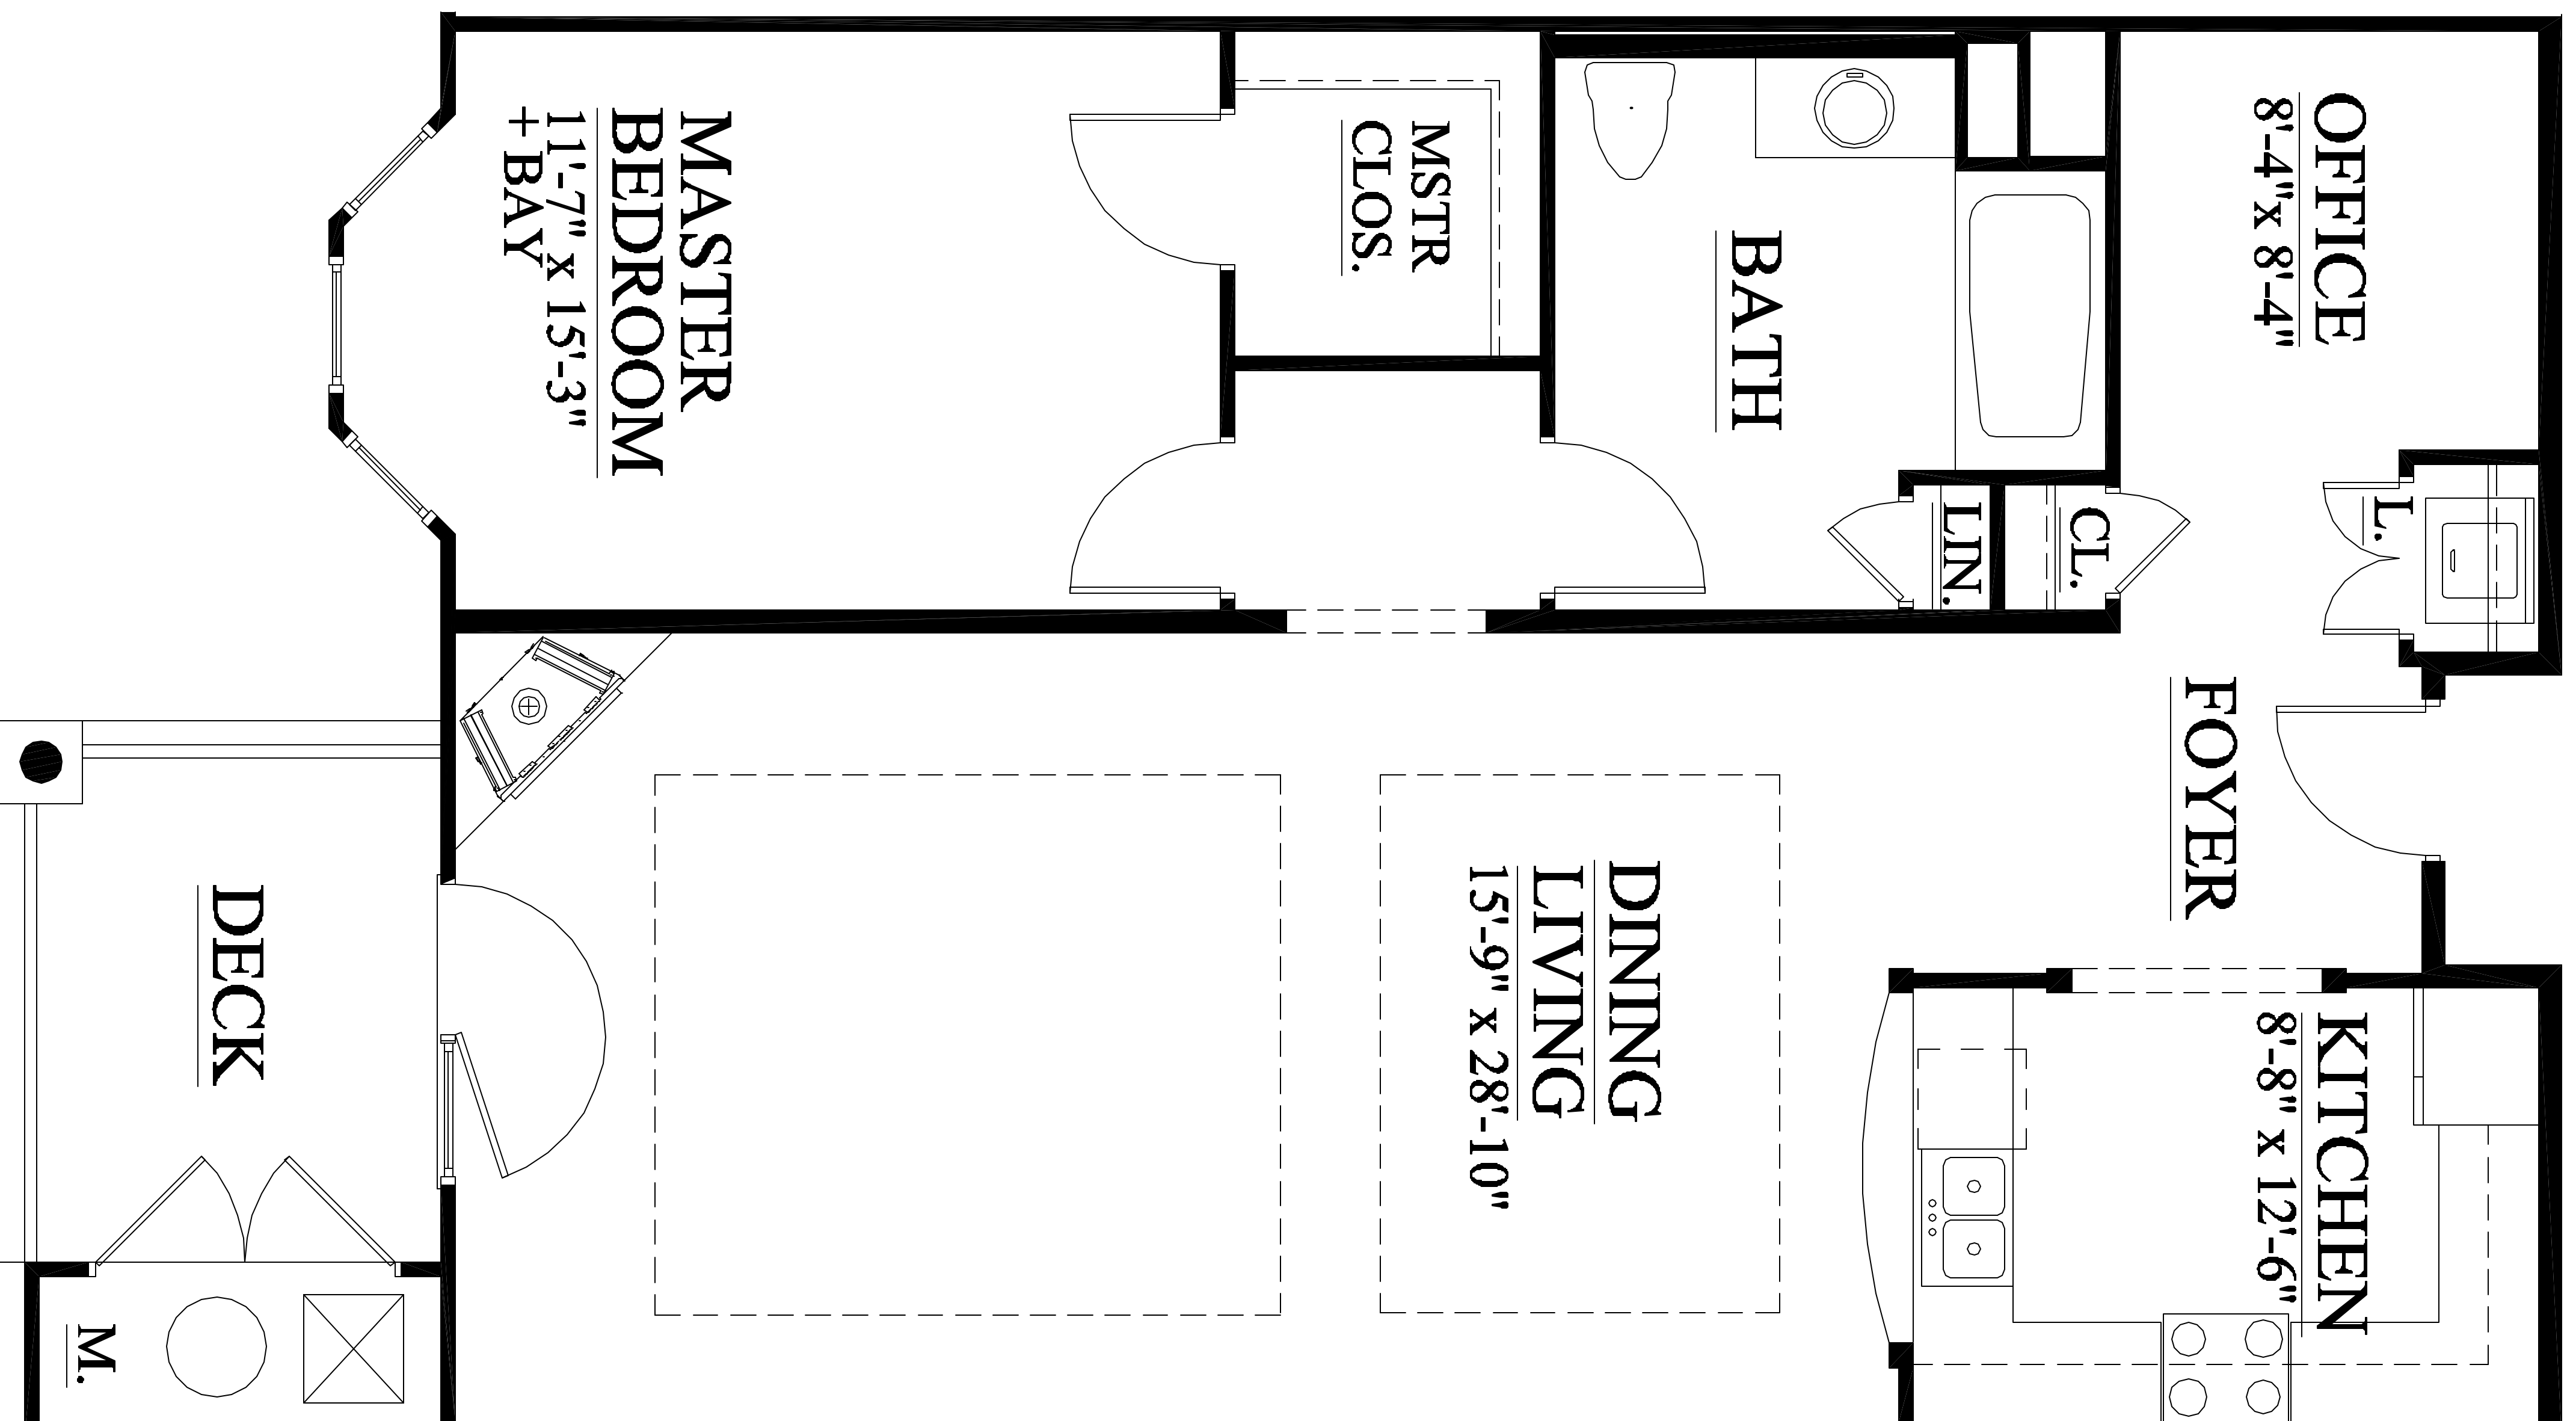 MASTER
BEDROOM
11'-7" x 15'-3"
+ BAY
MSTR
CLOS.
BATH
OFFICE
8'-4"x 8'-4"
LIN.
CL.
L.
FOYER
DINING
LIVING
15'-9" x 28'-10"
KITCHEN
8'-8" x 12'-6"
DECK
M.